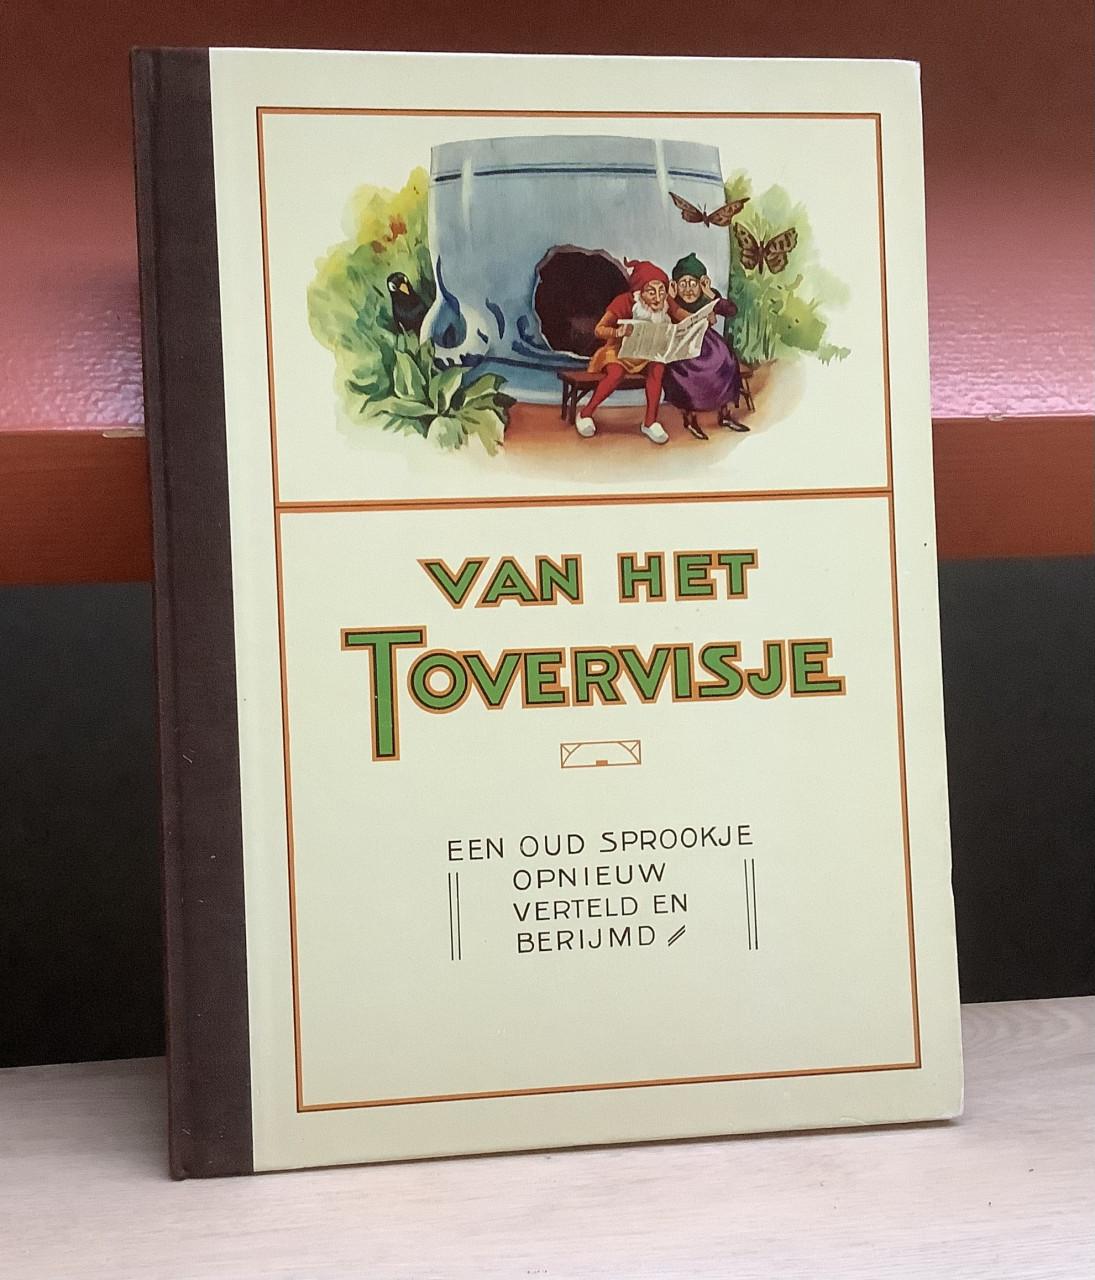 VAN HET
TOVERVISJE
EEN OUD SPROOKJE
OPNIEUW
VERTELD EN
BERIJMD